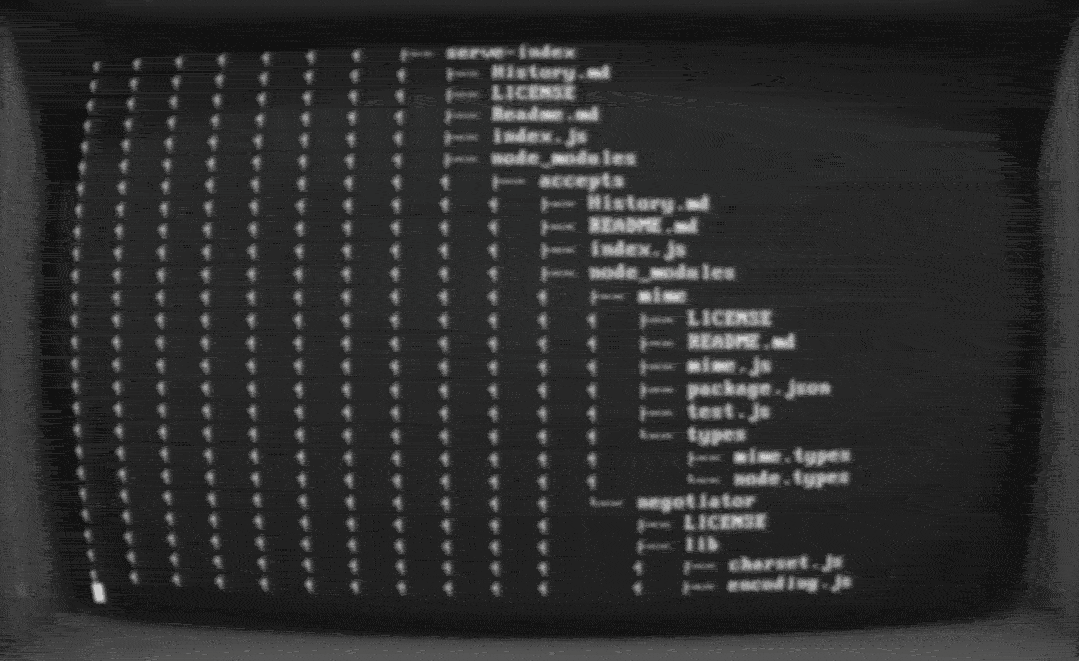 ├── serve-index
├── History.md
├── LICENSE
├── Readme.md
├── index.js
├── node_modules
├── accepts
├── History.md
├── README.md
├── index.js
├── node_modules
├── mime
├── LICENSE
├── README.md
├── mime.js
├── package.json
├── test.js
└── types
├── mime.types
└── node.types
└── negotiator
├── LICENSE
├── lib
├── charset.js
├── encoding.js